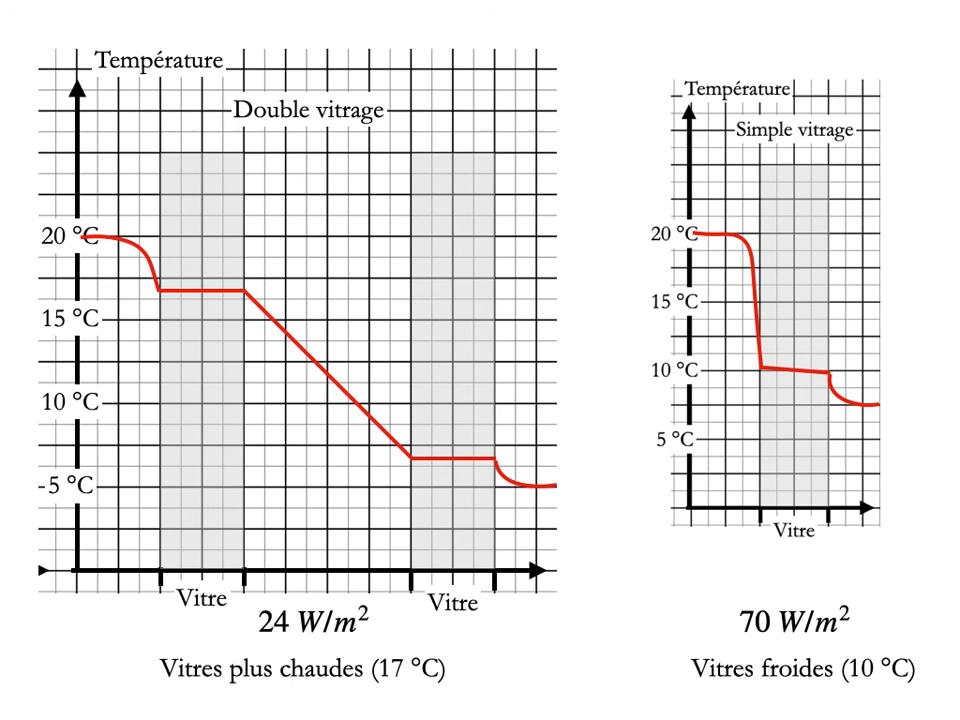 Température
Double vitrage
20 °C
15 °C
10 °C
-5 °C
Vitre
Vitre
24 W/m²
Vitres plus chaudes (17 °C)
Température
Simple vitrage
20 °C
15 °C
10 °C
5 °C
Vitre
70 W/m²
Vitres froides (10 °C)